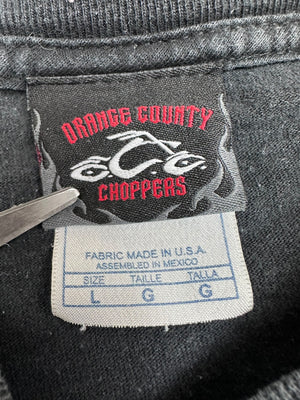 ORANGE COUNTY
CHOPPERS
FABRIC MADE IN U.S.A.
ASSEMBLED IN MEXICO
SIZE TAILLE TALLA
L G G